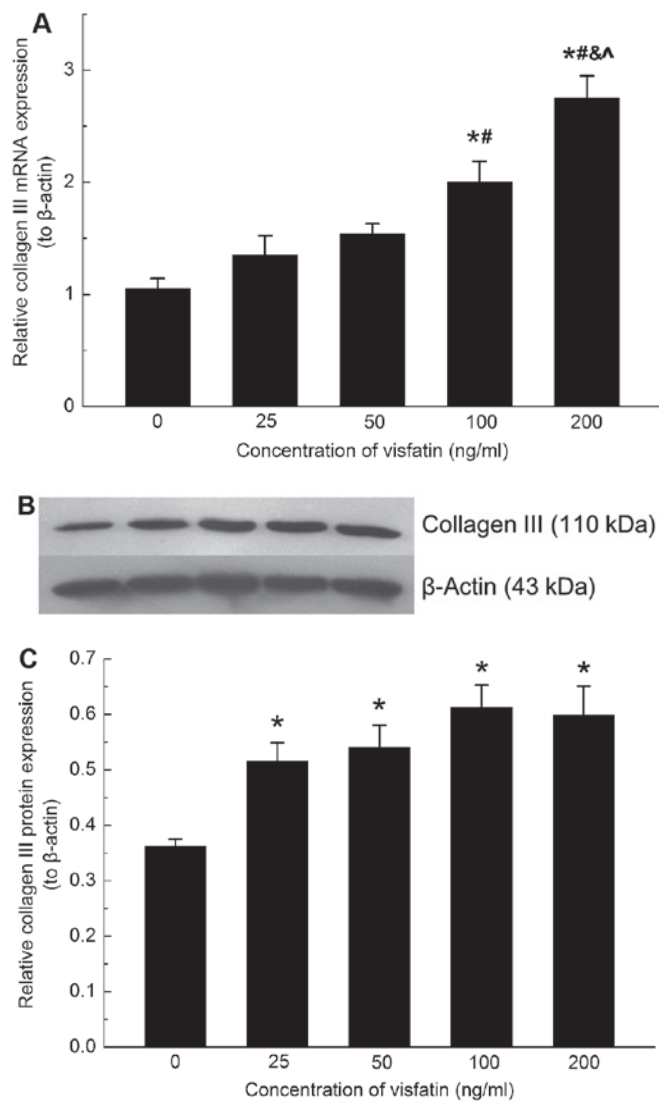 A
Relative collagen III mRNA expression
(to β-actin)
3
2
1
0
*#
*#&^
0 25 50 100 200
Concentration of visfatin (ng/ml)
B
Collagen III (110 kDa)
β-Actin (43 kDa)
C
Relative collagen III protein expression
(to β-actin)
0.7
0.6
0.5
0.4
0.3
0.2
0.1
0.0
* * * *
0 25 50 100 200
Concentration of visfatin (ng/ml)